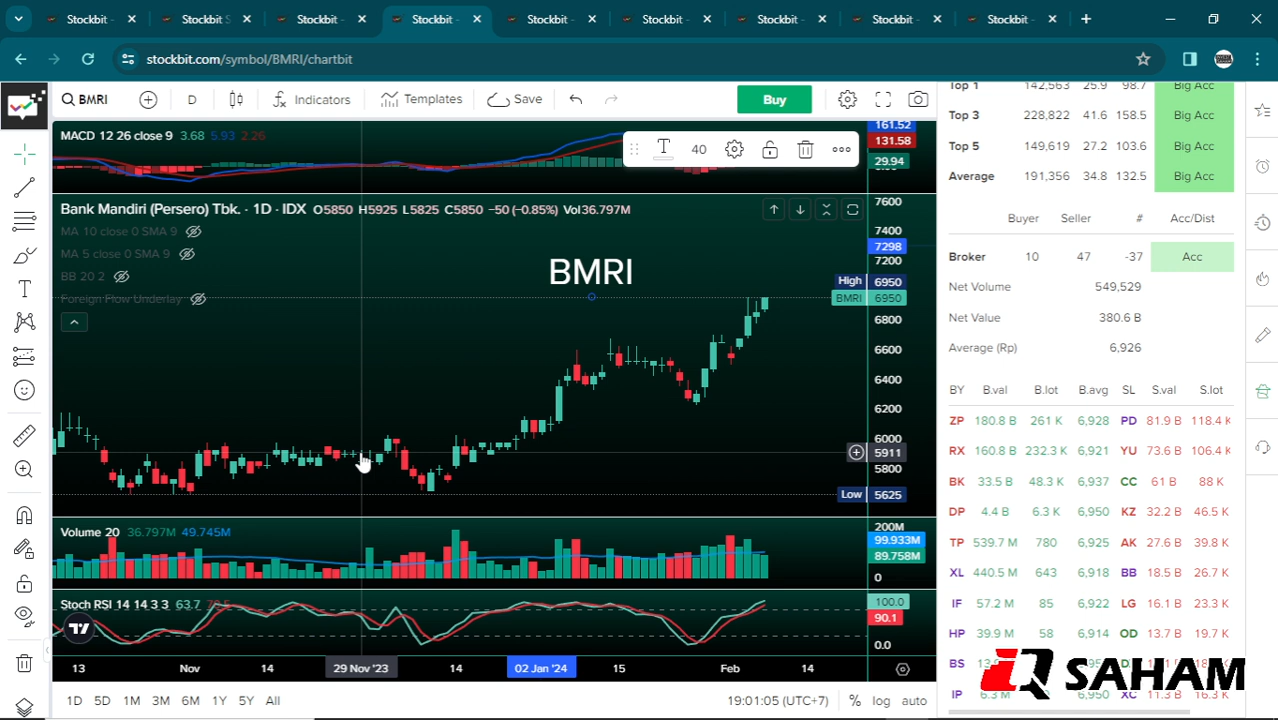 Stockbit -
Stockbit S
Stockbit -
Stockbit -
Stockbit -
Stockbit -
Stockbit -
Stockbit -
Stockbit -
stockbit.com/symbol/BMRI/chartbit
BMRI D Indicators Templates Save Buy
MACD 12 26 close 9 3.68 5.93 2.26
40
161.52
131.58
29.94
Bank Mandiri (Persero) Tbk. · 1D · IDX O5850 H5925 L5825 C5850 −50 (−0.85%) Vol36.797M
MA 10 close 0 SMA 9
MA 5 close 0 SMA 9
BB 20 2
Foreign Flow Underlay
BMRI
7600
7400
7298
7200
High 6950
BMRI 6950
6800
6600
6400
6200
6000
5911
5800
Low 5625
Volume 20 36.797M 49.745M
200M
99.933M
89.758M
0
Stoch RSI 14 14 3 3 63.7
100.0
90.1
0.0
13 Nov 14 29 Nov '23 14 02 Jan '24 15 Feb 14
1D 5D 1M 3M 6M 1Y 5Y All 19:01:05 (UTC+7) % log auto
Top 1 142,563 25.9 98.7 Big Acc
Top 3 228,822 41.6 158.5 Big Acc
Top 5 149,619 27.2 103.6 Big Acc
Average 191,356 34.8 132.5 Big Acc
Buyer Seller # Acc/Dist
Broker 10 47 -37 Acc
Net Volume 549,529
Net Value 380.6 B
Average (Rp) 6,926
BY B.val B.lot B.avg SL S.val S.lot
ZP 180.8 B 261 K 6,928 PD 81.9 B 118.4 K
RX 160.8 B 232.3 K 6,921 YU 73.6 B 106.4 K
BK 33.5 B 48.3 K 6,937 CC 61 B 88 K
DP 4.4 B 6.3 K 6,950 KZ 32.2 B 46.5 K
TP 539.7 M 780 6,925 AK 27.6 B 39.8 K
XL 440.5 M 643 6,918 BB 18.5 B 26.7 K
IF 57.2 M 85 6,922 LG 16.1 B 23.3 K
HP 39.9 M 58 6,914 OD 13.7 B 19.7 K
BS
IP 6.3 M 6,950 XC 11.3 B 16.3 K
iQ SAHAM